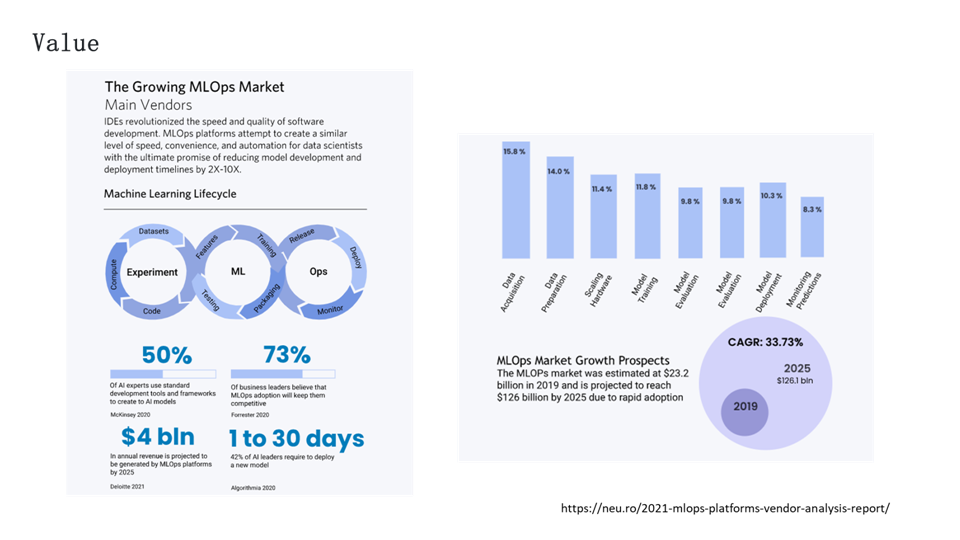 Value
The Growing MLOps Market
Main Vendors
IDEs revolutionized the speed and quality of software
development. MLOps platforms attempt to create a similar
level of speed, convenience, and automation for data scientists
with the ultimate promise of reducing model development and
deployment timelines by 2X-10X.
Machine Learning Lifecycle
Datasets
Compute
Experiment
Code
Features
Training
ML
Testing
Packaging
Release
Deploy
Ops
Monitor
50%
Of AI experts use standard
development tools and frameworks
to create to AI models
McKinsey 2020
73%
Of business leaders believe that
MLOps adoption will keep them
competitive
Forrester 2020
$4 bln
In annual revenue is projected to
be generated by MLOps platforms
by 2025
Deloitte 2021
1 to 30 days
42% of AI leaders require to deploy
a new model
Algorithmia 2020
15.8 %
14.0 %
11.4 %
11.8 %
9.8 %
9.8 %
10.3 %
8.3 %
Data
Acquisition
Data
Preparation
Scaling
Hardware
Model
Training
Model
Evaluation
Model
Evaluation
Model
Deployment
Monitoring
Predictions
MLOps Market Growth Prospects
The MLOPs market was estimated at $23.2
billion in 2019 and is projected to reach
$126 billion by 2025 due to rapid adoption
CAGR: 33.73%
2025
$126.1 bln
2019
https://neu.ro/2021-mlops-platforms-vendor-analysis-report/